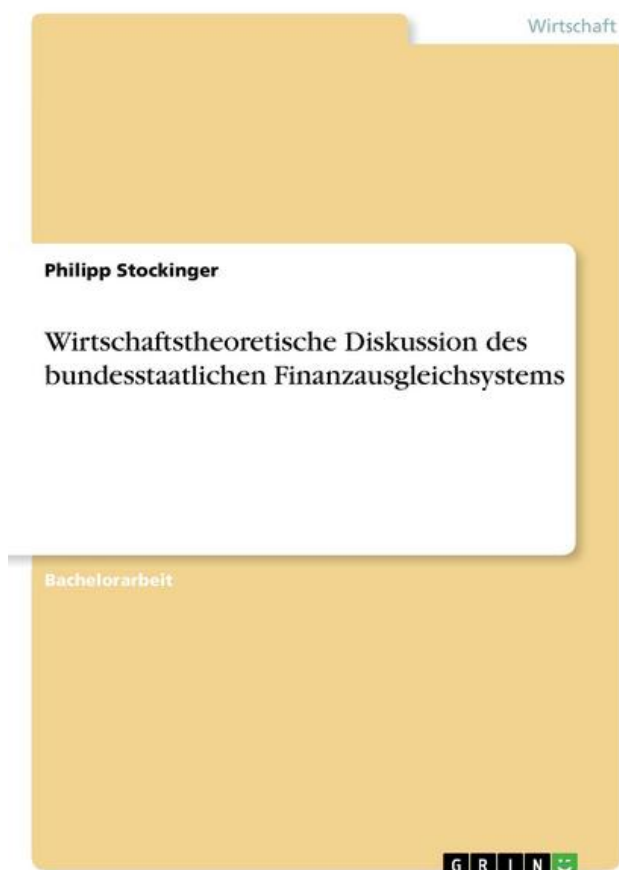 Wirtschaft
Philipp Stockinger
Wirtschaftstheoretische Diskussion des
bundesstaatlichen Finanzausgleichsystems
Bachelorarbeit
GRIN